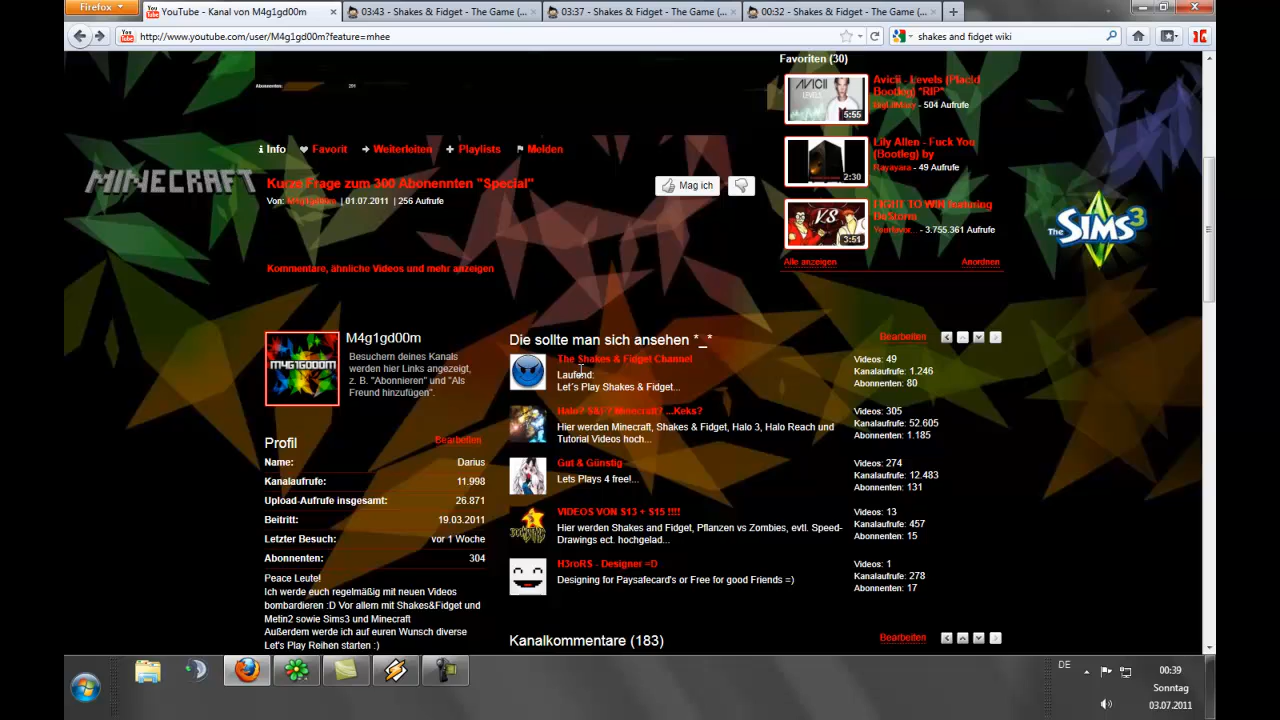 Firefox
YouTube - Kanal von M4g1gd00m
03:43 - Shakes & Fidget - The Game (...
03:37 - Shakes & Fidget - The Game (...
00:32 - Shakes & Fidget - The Game (...
http://www.youtube.com/user/M4g1gd00m?feature=mhee
shakes and fidget wiki
Favoriten (30)
Abonnenten:
Avicii - Levels (Plac!d
Bootleg) *RIP*
504 Aufrufe
5:55
Info
Favorit
Weiterleiten
Playlists
Melden
Lily Allen - Fuck You
(Bootleg) by
Rayayara - 49 Aufrufe
2:30
MINECRAFT
Kurze Frage zum 300 Abonennten "Special"
Von: M4g1gd00m | 01.07.2011 | 256 Aufrufe
Mag ich
FIGHT TO WIN featuring
DeStorm
Yourfavor... - 3.755.361 Aufrufe
VS.
3:51
THE SIMS 3
Alle anzeigen
Anordnen
Kommentare, ähnliche Videos und mehr anzeigen
M4G1GD00M
M4g1gd00m
Besuchern deines Kanals
werden hier Links angezeigt,
z. B. "Abonnieren" und "Als
Freund hinzufügen".
Die sollte man sich ansehen *_*
Bearbeiten
The Shakes & Fidget Channel
Laufend:
Let´s Play Shakes & Fidget...
Videos: 49
Kanalaufrufe: 1.246
Abonnenten: 80
Halo? S&F? Minecraft? ...Keks?
Hier werden Minecraft, Shakes & Fidget, Halo 3, Halo Reach und
Tutorial Videos hoch...
Videos: 305
Kanalaufrufe: 52.605
Abonnenten: 1.185
Gut & Günstig
Lets Plays 4 free!...
Videos: 274
Kanalaufrufe: 12.483
Abonnenten: 131
VIDEOS VON S13 + S15 !!!!
Hier werden Shakes and Fidget, Pflanzen vs Zombies, evtl. Speed-
Drawings ect. hochgelad...
Videos: 13
Kanalaufrufe: 457
Abonnenten: 15
H3roRS - Designer =D
Designing for Paysafecard's or Free for good Friends =)
Videos: 1
Kanalaufrufe: 278
Abonnenten: 17
Profil
Bearbeiten
Name: Darius
Kanalaufrufe: 11.998
Upload-Aufrufe insgesamt: 26.871
Beitritt: 19.03.2011
Letzter Besuch: vor 1 Woche
Abonnenten: 304
Peace Leute!
Ich werde euch regelmäßig mit neuen Videos
bombardieren :D Vor allem mit Shakes&Fidget und
Metin2 sowie Sims3 und Minecraft
Außerdem werde ich auf euren Wunsch diverse
Let's Play Reihen starten :)
Kanalkommentare (183)
Bearbeiten
DE
00:39
Sonntag
03.07.2011